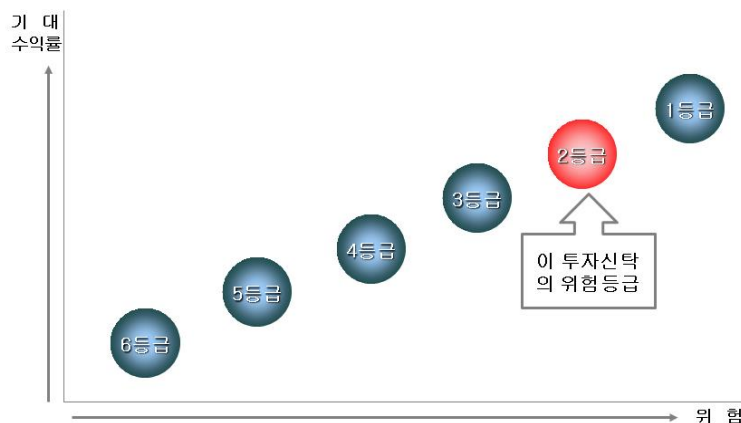 기 대
수익률
1등급
2등급
3등급
4등급
이 투자신탁
의 위험등급
5등급
6등급
위 험